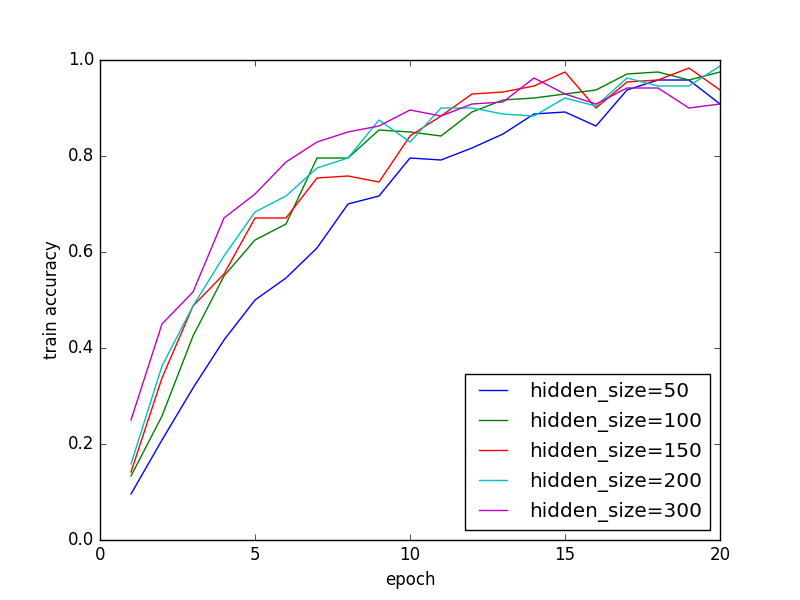 1.0
0.8
0.6
0.4
0.2
0.0
train accuracy
hidden_size=50
hidden_size=100
hidden_size=150
hidden_size=200
hidden_size=300
0 5 10 15 20
epoch